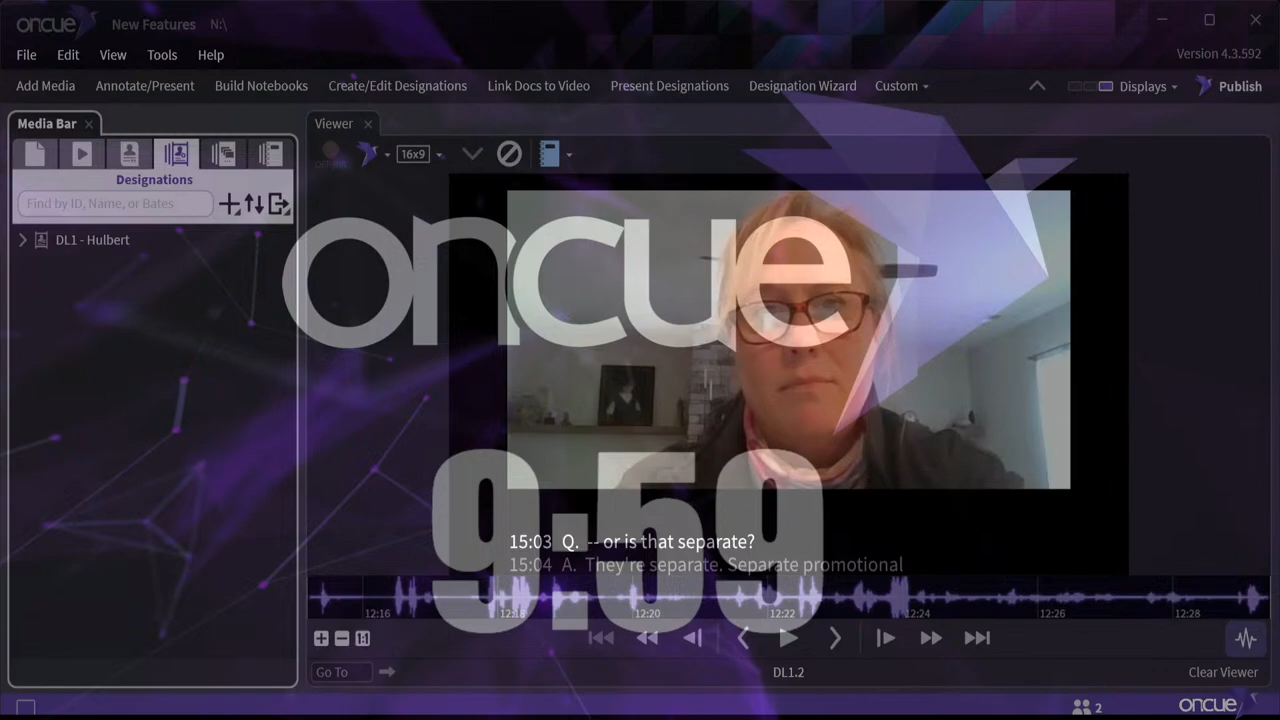 oncue New Features N:\
File Edit View Tools Help
Version 4.3.592
Add Media Annotate/Present Build Notebooks Create/Edit Designations Link Docs to Video Present Designations Designation Wizard Custom Displays Publish
Media Bar
Viewer
16x9
Designations
Find by ID, Name, or Bates
DL1 - Hulbert
oncue
9:59
15:03 Q. -- or is that separate?
15:04 A. They're separate. Separate promotional
12:16 12:18 12:20 12:22 12:24 12:26 12:28
1:1
Go To
DL1.2
Clear Viewer
2
oncue